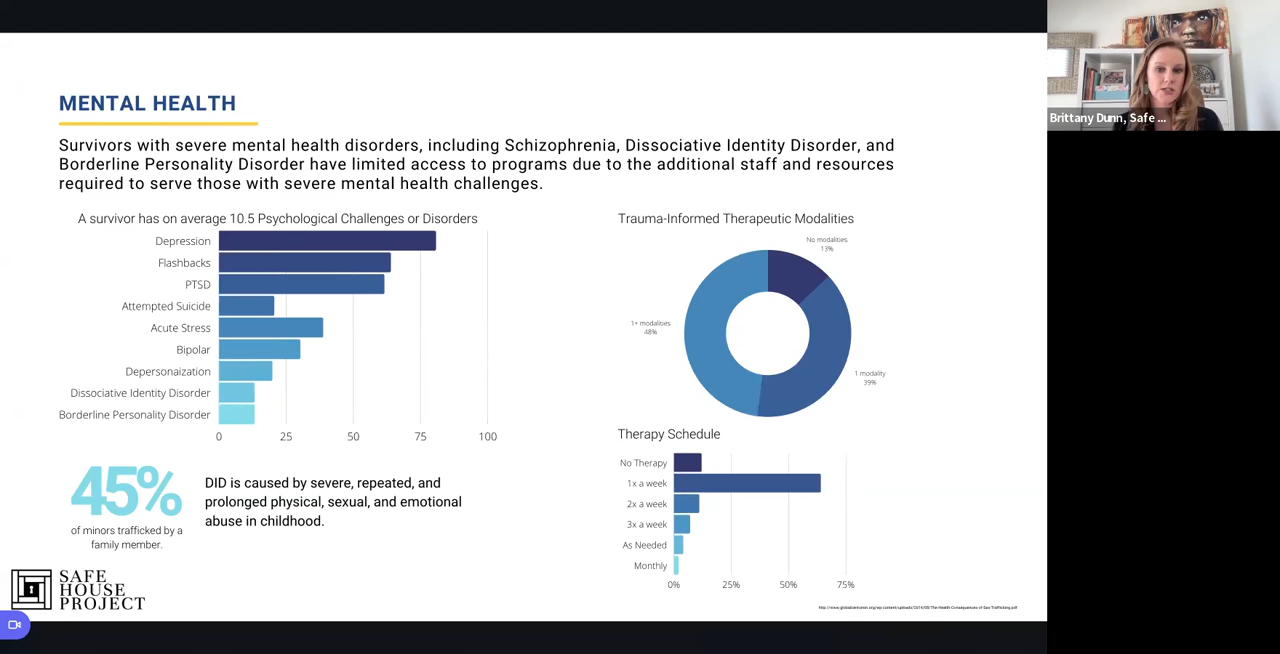 MENTAL HEALTH
Survivors with severe mental health disorders, including Schizophrenia, Dissociative Identity Disorder, and
Borderline Personality Disorder have limited access to programs due to the additional staff and resources
required to serve those with severe mental health challenges.
A survivor has on average 10.5 Psychological Challenges or Disorders
Depression
Flashbacks
PTSD
Attempted Suicide
Acute Stress
Bipolar
Depersonaization
Dissociative Identity Disorder
Borderline Personality Disorder
0 25 50 75 100
45%
of minors trafficked by a
family member.
DID is caused by severe, repeated, and
prolonged physical, sexual, and emotional
abuse in childhood.
SAFE
HOUSE
PROJECT
Trauma-Informed Therapeutic Modalities
No modalities
13%
1+ modalities
48%
1 modality
39%
Therapy Schedule
No Therapy
1x a week
2x a week
3x a week
As Needed
Monthly
0% 25% 50% 75%
Brittany Dunn, Safe ...